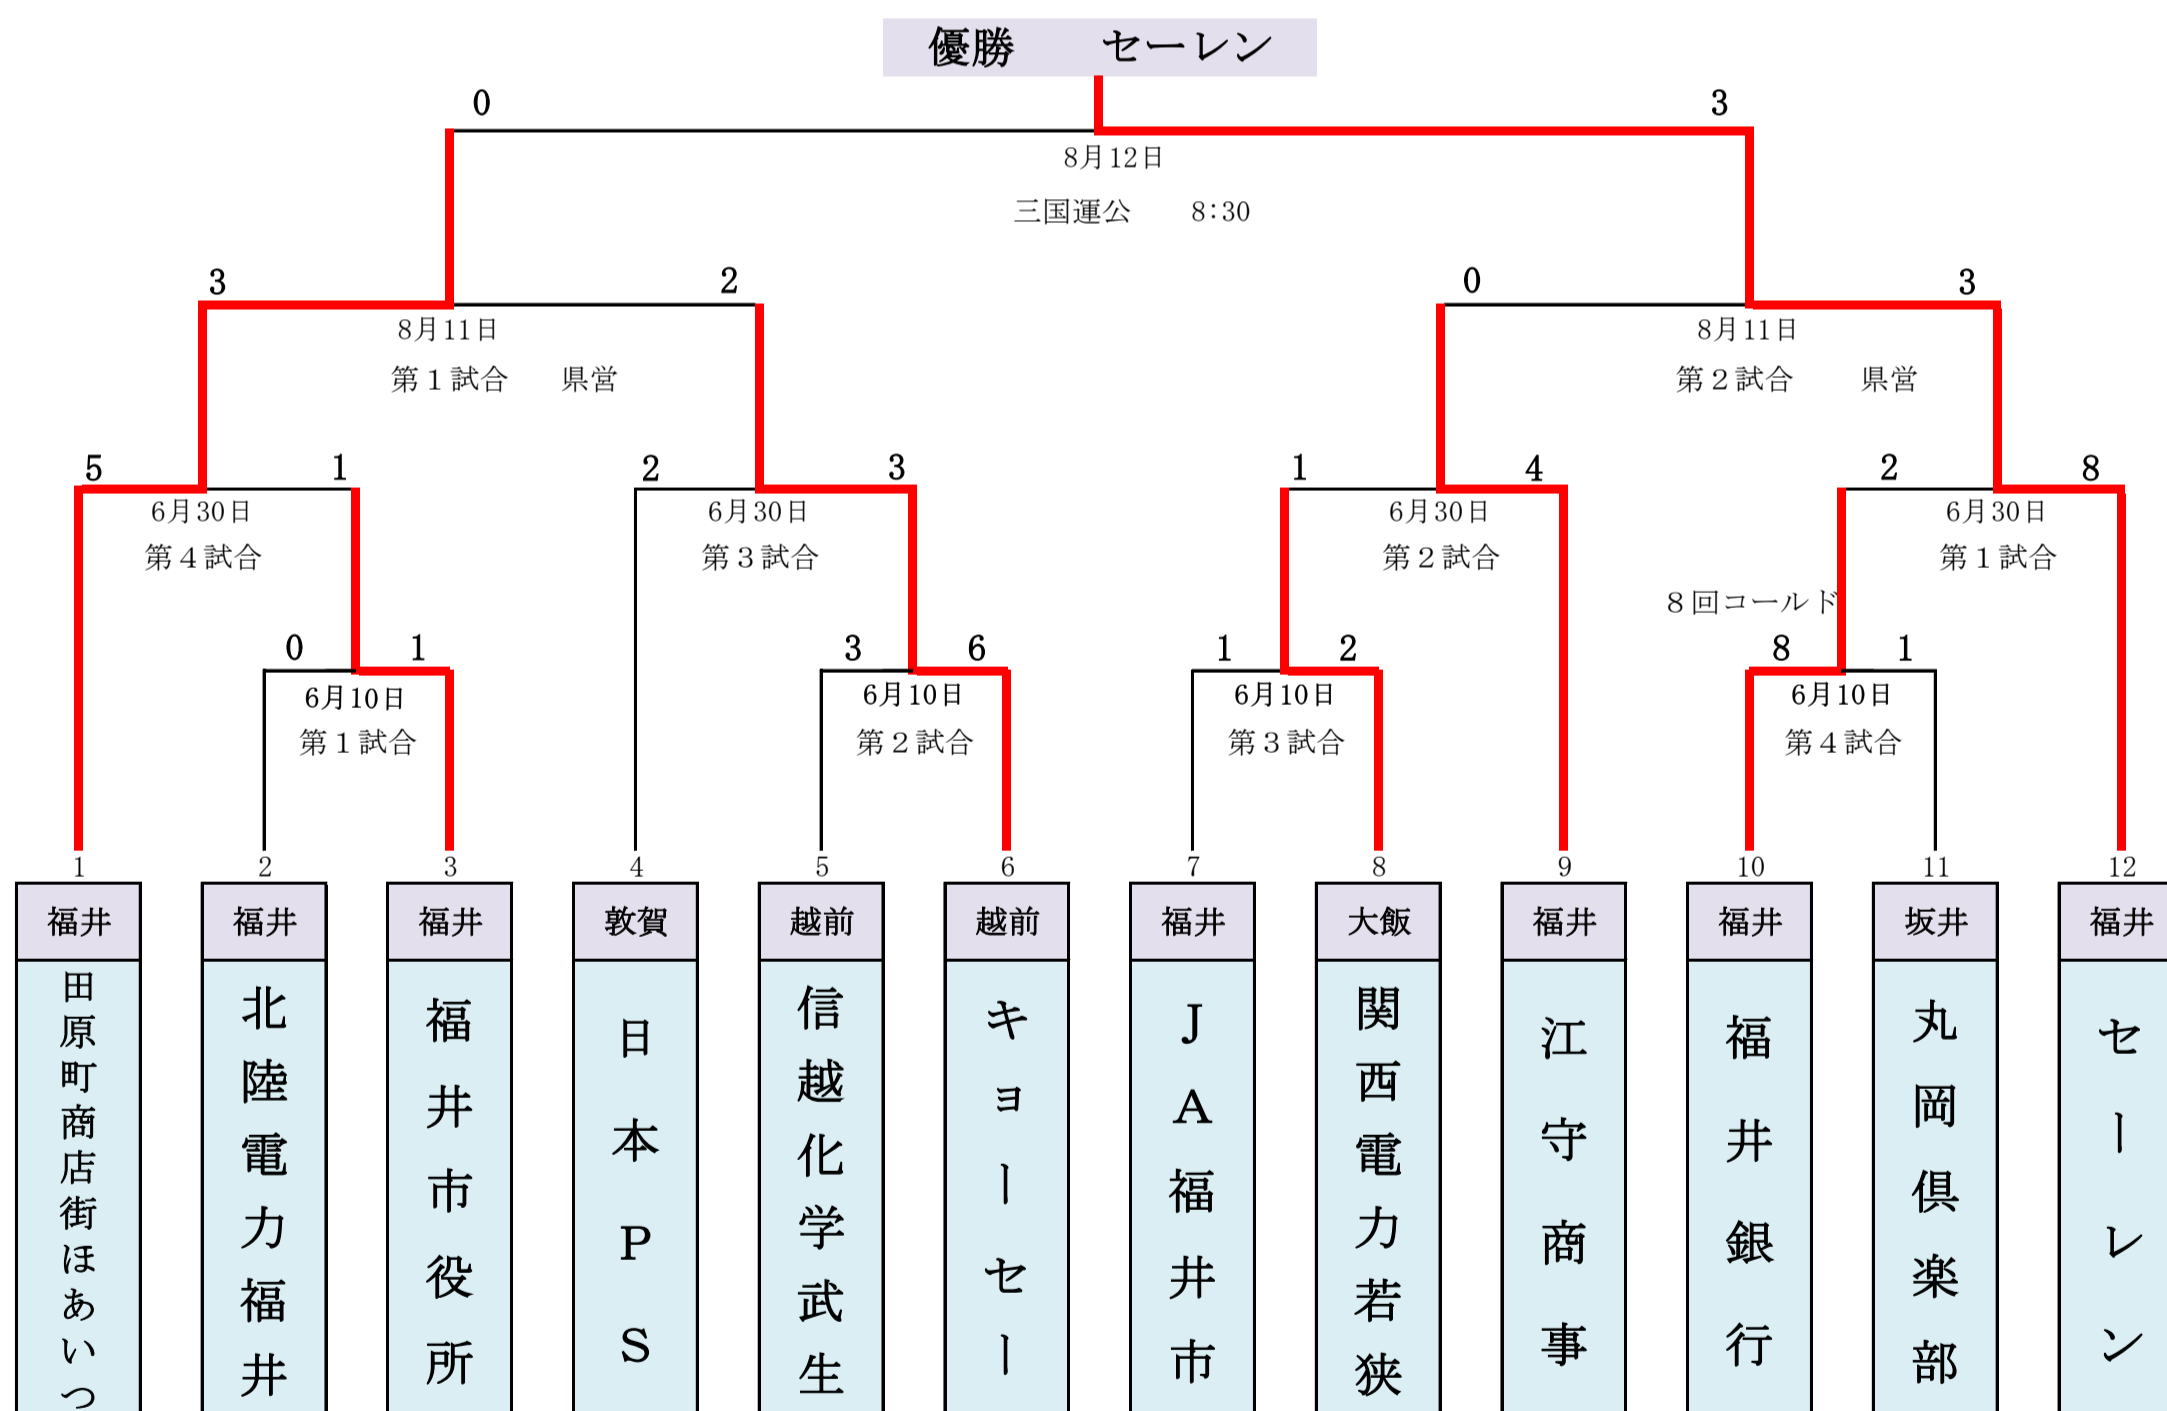 優勝　セーレン
0
3
8月12日
三国運公　8:30
3
2
0
3
8月11日
8月11日
第１試合　県営
第２試合　県営
5
1
2
3
1
4
2
8
6月30日
6月30日
6月30日
6月30日
第４試合
第３試合
第２試合
第１試合
８回コールド
0
1
3
6
1
2
8
1
6月10日
6月10日
6月10日
6月10日
第１試合
第２試合
第３試合
第４試合
1
2
3
4
5
6
7
8
9
10
11
12
福井
福井
福井
敦賀
越前
越前
福井
大飯
福井
福井
坂井
福井
田原町商店街ほあいつ
北陸電力福井
福井市役所
日本ＰＳ
信越化学武生
キョーセー
ＪＡ福井市
関西電力若狭
江守商事
福井銀行
丸岡倶楽部
セーレン